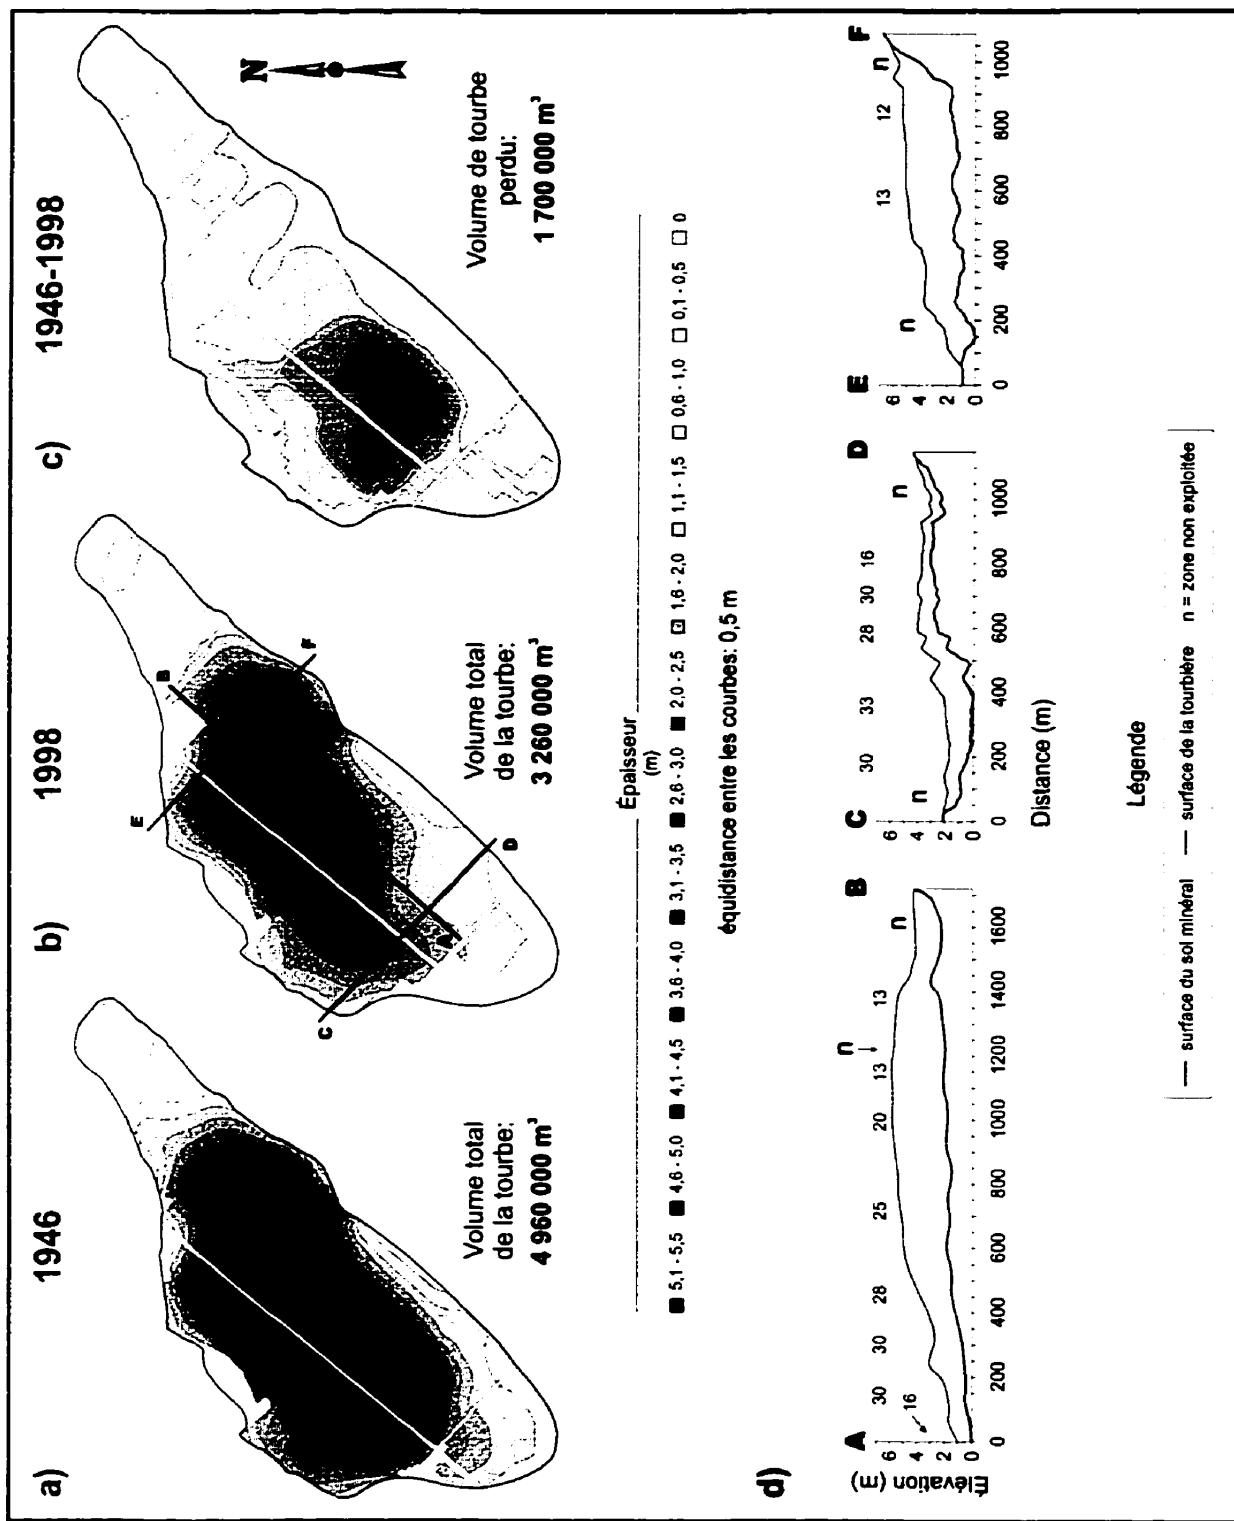 a)
1946
b)
1998
c)
1946-1998
N
Volume total
de la tourbe:
4 960 000 m³
Volume total
de la tourbe:
3 260 000 m³
Volume de tourbe
perdu:
1 700 000 m³
A
B
C
D
E
F
Épaisseur
(m)
5,1 - 5,5 4,6 - 5,0 4,1 - 4,5 3,6 - 4,0 3,1 - 3,5 2,6 - 3,0 2,0 - 2,5 1,6 - 2,0 1,1 - 1,5 0,6 - 1,0 0,1 - 0,5 0
équidistance entre les courbes: 0,5 m
d)
A B
Élévation (m)
6
4
2
0
16 30 30 28 25 20 13 n 13 n
0 200 400 600 800 1000 1200 1400 1600
C D
6
4
2
0
n 30 33 28 30 16 n
0 200 400 600 800 1000
E F
6
4
2
0
n 13 12 n
0 200 400 600 800 1000
Distance (m)
Légende
surface du sol minéral surface de la tourbière n = zone non exploitée